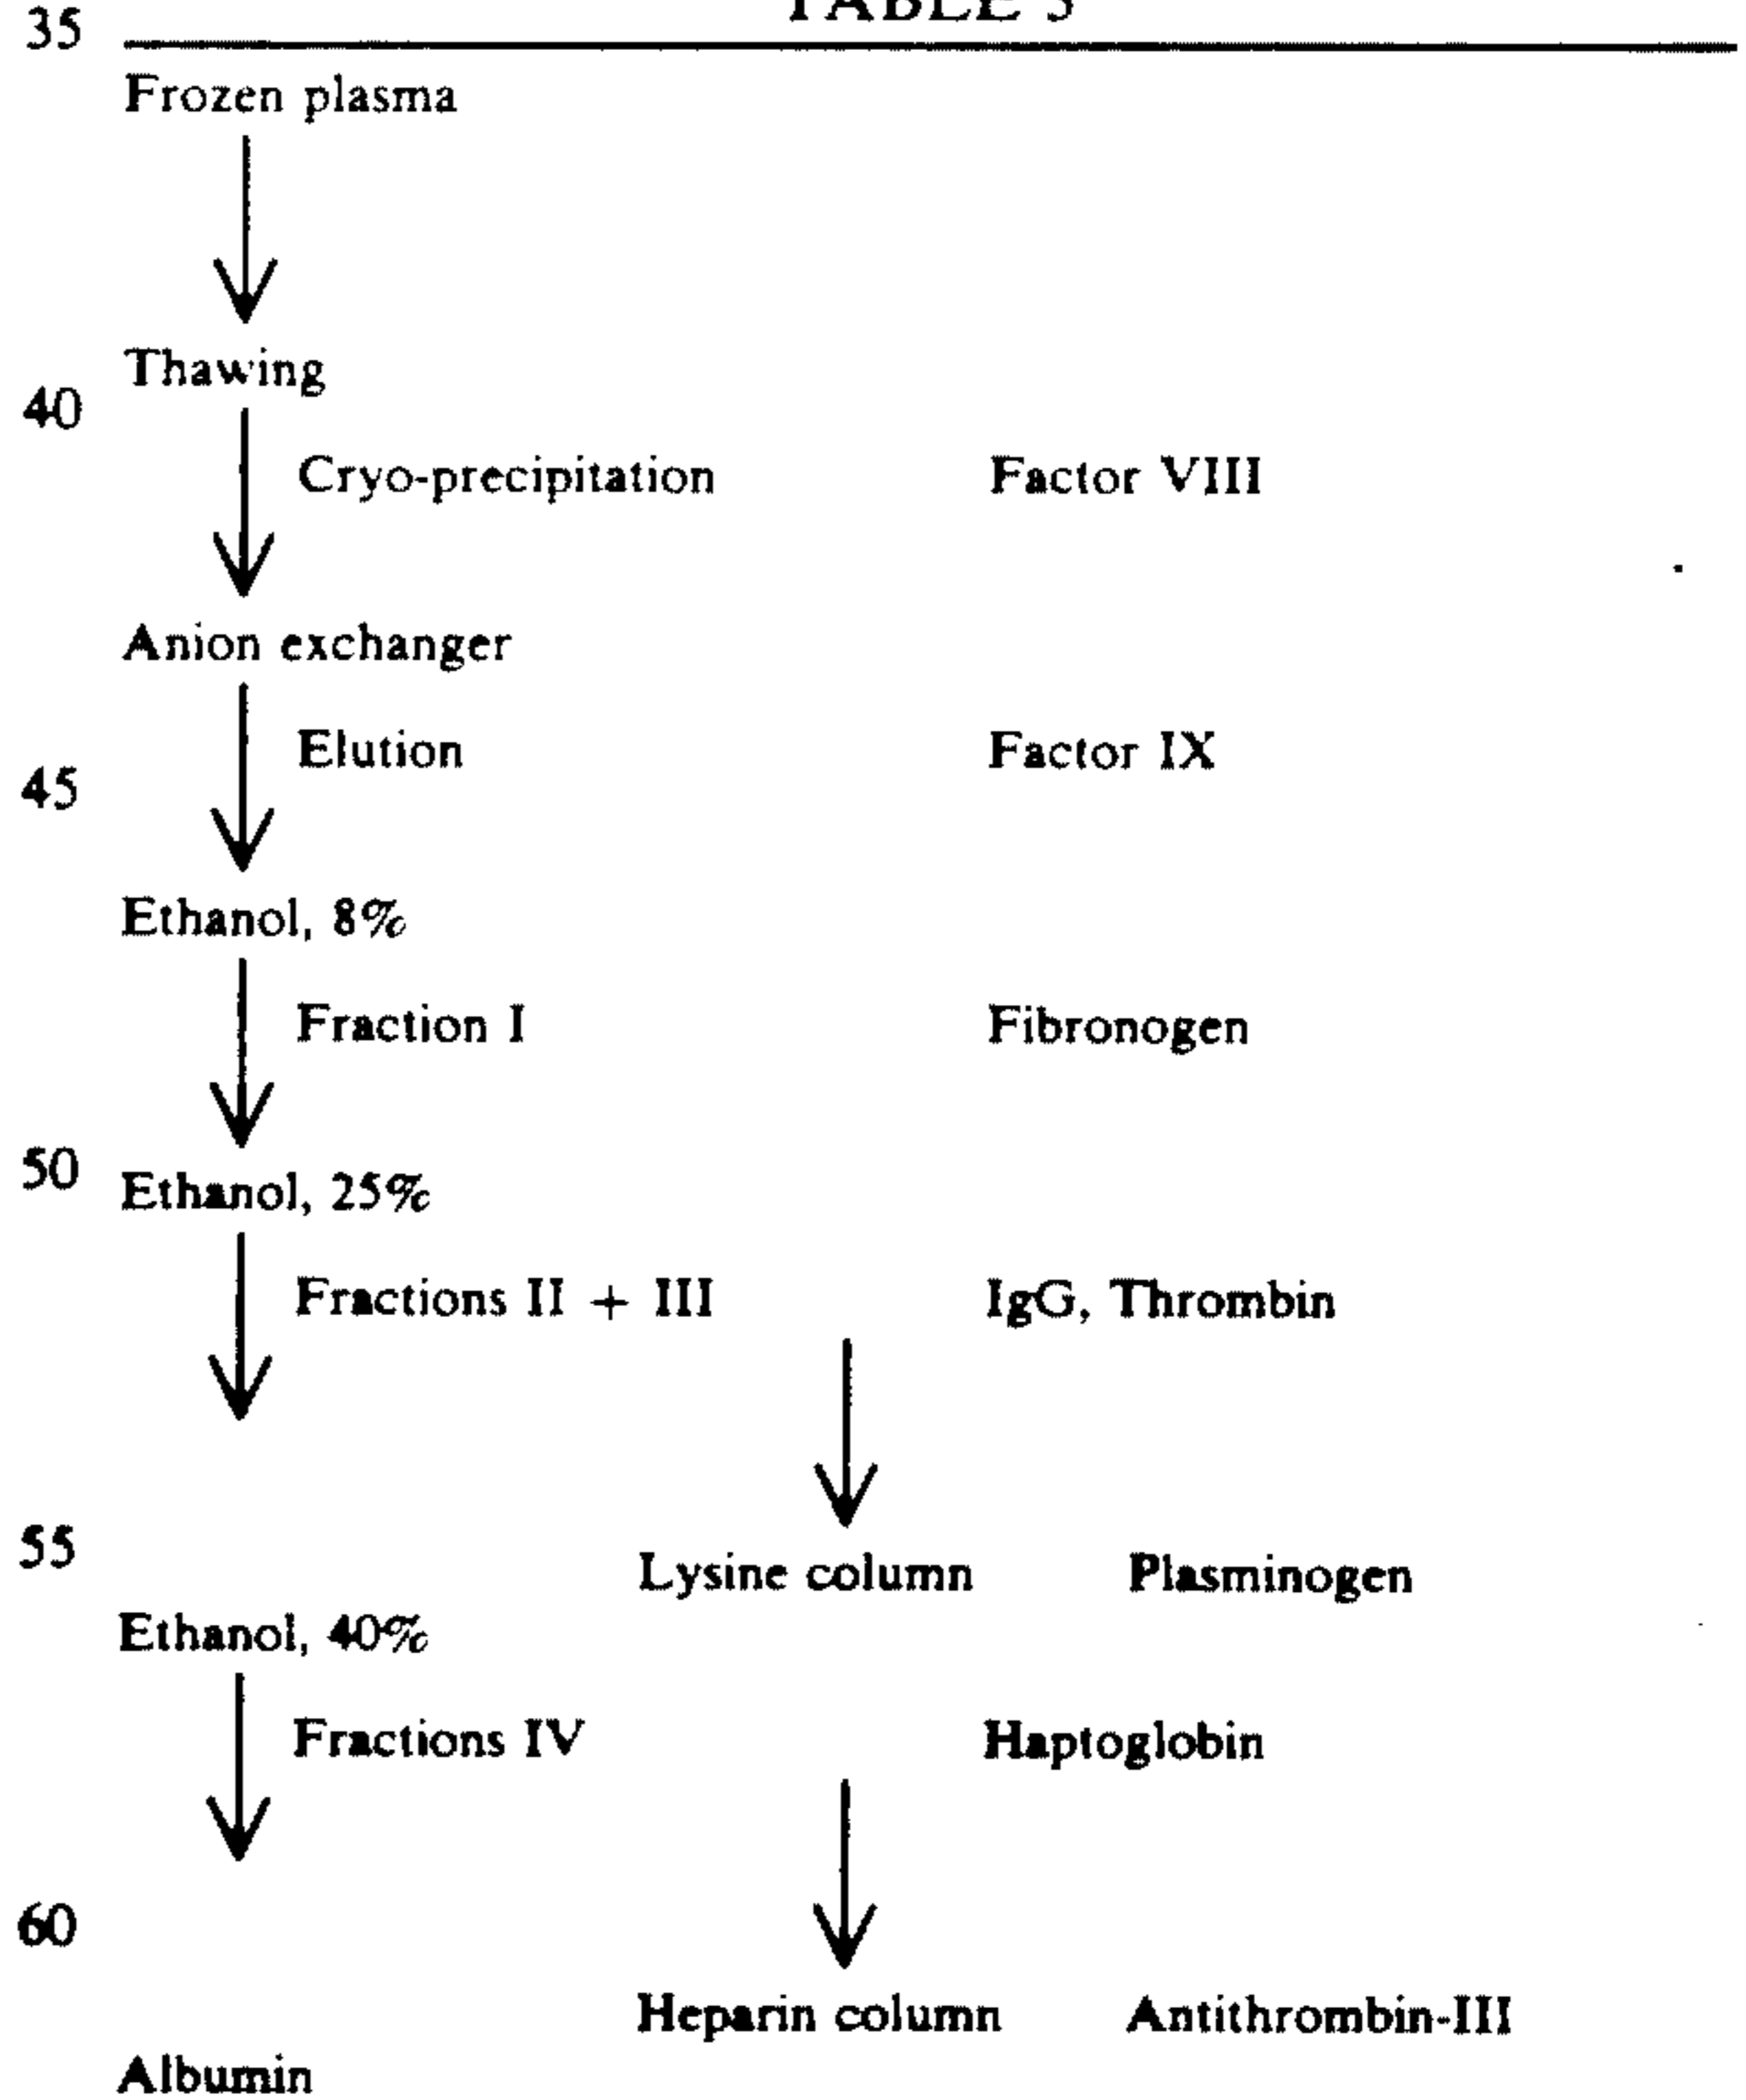 TABLE 3
35
Frozen plasma
Thawing
40
Cryo-precipitation Factor VIII
Anion exchanger
Elution Factor IX
45
Ethanol, 8%
Fraction I Fibronogen
50 Ethanol, 25%
Fractions II + III IgG, Thrombin
55
Lysine column Plasminogen
Ethanol, 40%
Fractions IV Haptoglobin
60
Heparin column Antithrombin-III
Albumin